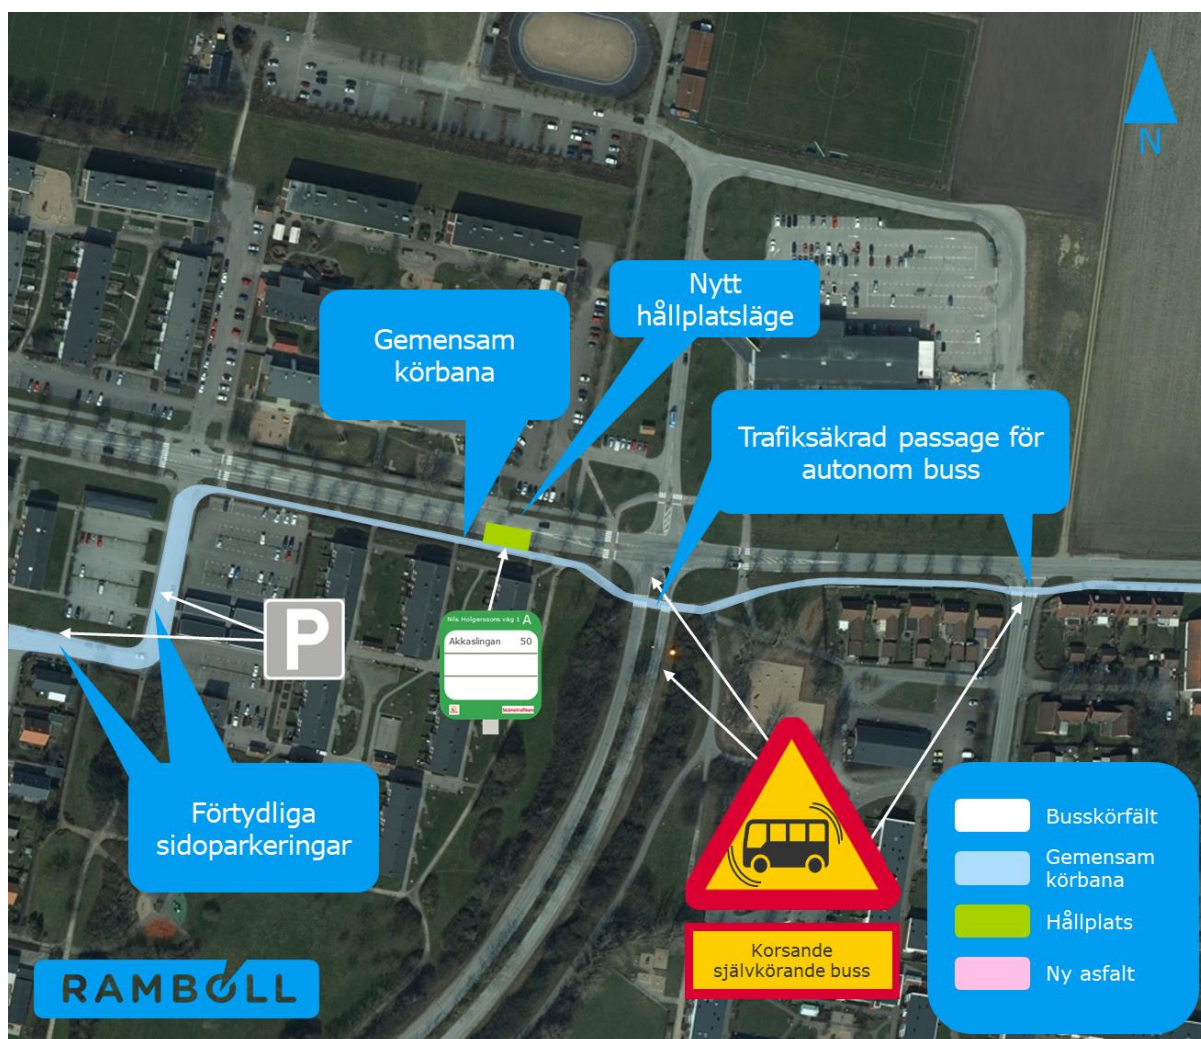 N
Nytt
hållplatsläge
Gemensam
körbana
Trafiksäkrad passage för
autonom buss
P
Nils Holgerssons väg 1 A
Akkaslingan 50
Skånetrafiken
Förtydliga
sidoparkeringar
Korsande
självkörande buss
Busskörfält
Gemensam
körbana
Hållplats
Ny asfalt
RAMBOLL